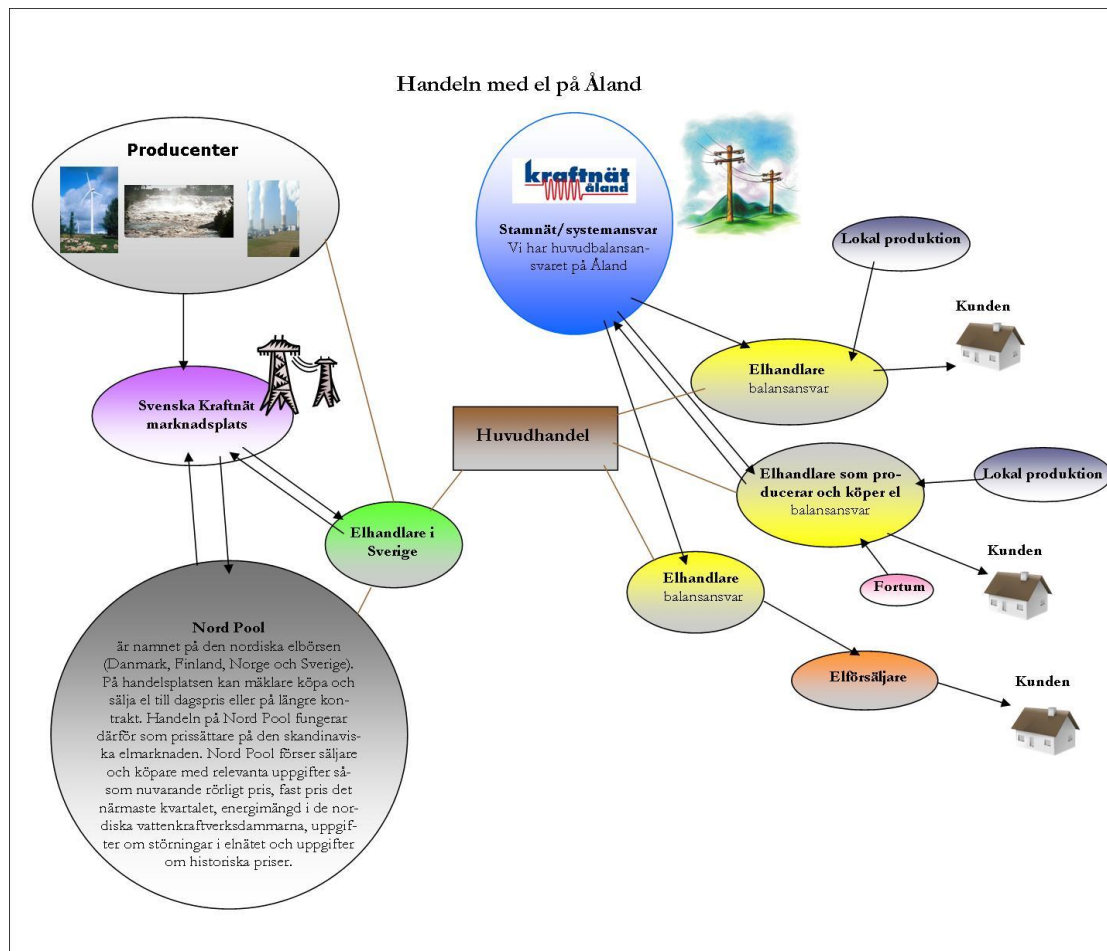 Handeln med el på Åland
Producenter
kraftnät
åland
Stamnät/systemansvar
Vi har huvudbalansan-
svaret på Åland
Lokal produktion
Kunden
Elhandlare
balansansvar
Svenska Kraftnät
marknadsplats
Huvudhandel
Elhandlare som pro-
ducerar och köper el
balansansvar
Lokal produktion
Elhandlare i
Sverige
Kunden
Elhandlare
balansansvar
Fortum
Nord Pool
är namnet på den nordiska elbörsen
(Danmark, Finland, Norge och Sverige).
På handelsplatsen kan mäklare köpa och
sälja el till dagspris eller på längre kon-
trakt. Handeln på Nord Pool fungerar
därför som prissättare på den skandinavis-
ka elmarknaden. Nord Pool förser säljare
och köpare med relevanta uppgifter så-
som nuvarande rörligt pris, fast pris det
närmaste kvartalet, energimängd i de nor-
diska vattenkraftverksdammarna, uppgif-
ter om störningar i elnätet och uppgifter
om historiska priser.
Elförsäljare
Kunden